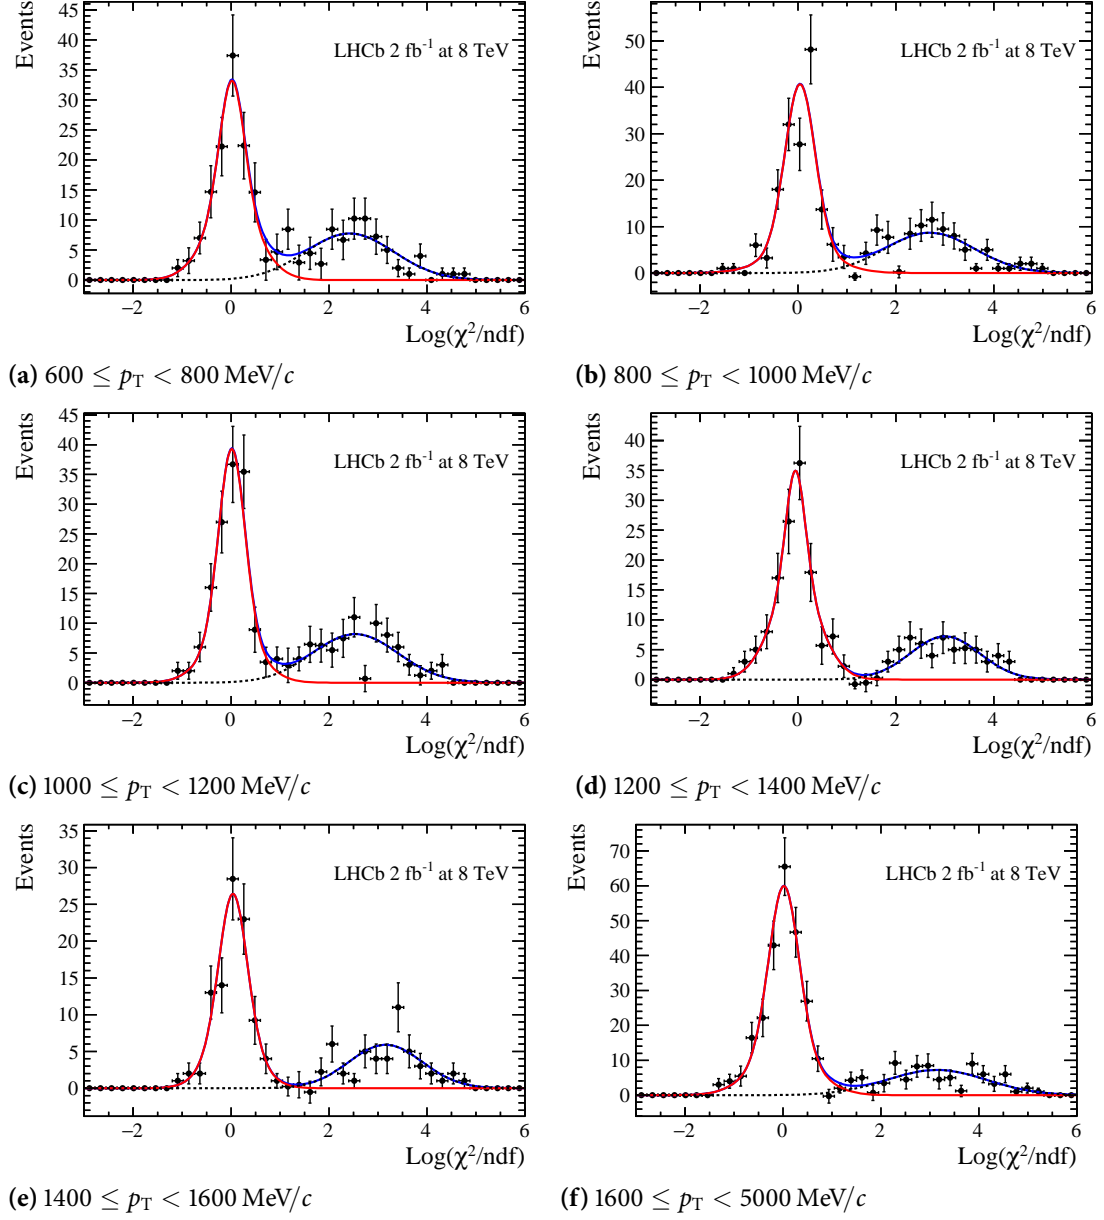 Events
45
40
35
30
25
20
15
10
5
0
LHCb 2 fb⁻¹ at 8 TeV
−2 0 2 4 6
Log(χ²/ndf)
(a) 600 ≤ p_T < 800 MeV/c
Events
50
40
30
20
10
0
LHCb 2 fb⁻¹ at 8 TeV
−2 0 2 4 6
Log(χ²/ndf)
(b) 800 ≤ p_T < 1000 MeV/c
Events
45
40
35
30
25
20
15
10
5
0
LHCb 2 fb⁻¹ at 8 TeV
−2 0 2 4 6
Log(χ²/ndf)
(c) 1000 ≤ p_T < 1200 MeV/c
Events
40
35
30
25
20
15
10
5
0
LHCb 2 fb⁻¹ at 8 TeV
−2 0 2 4 6
Log(χ²/ndf)
(d) 1200 ≤ p_T < 1400 MeV/c
Events
35
30
25
20
15
10
5
0
LHCb 2 fb⁻¹ at 8 TeV
−2 0 2 4 6
Log(χ²/ndf)
(e) 1400 ≤ p_T < 1600 MeV/c
Events
70
60
50
40
30
20
10
0
LHCb 2 fb⁻¹ at 8 TeV
−2 0 2 4 6
Log(χ²/ndf)
(f) 1600 ≤ p_T < 5000 MeV/c